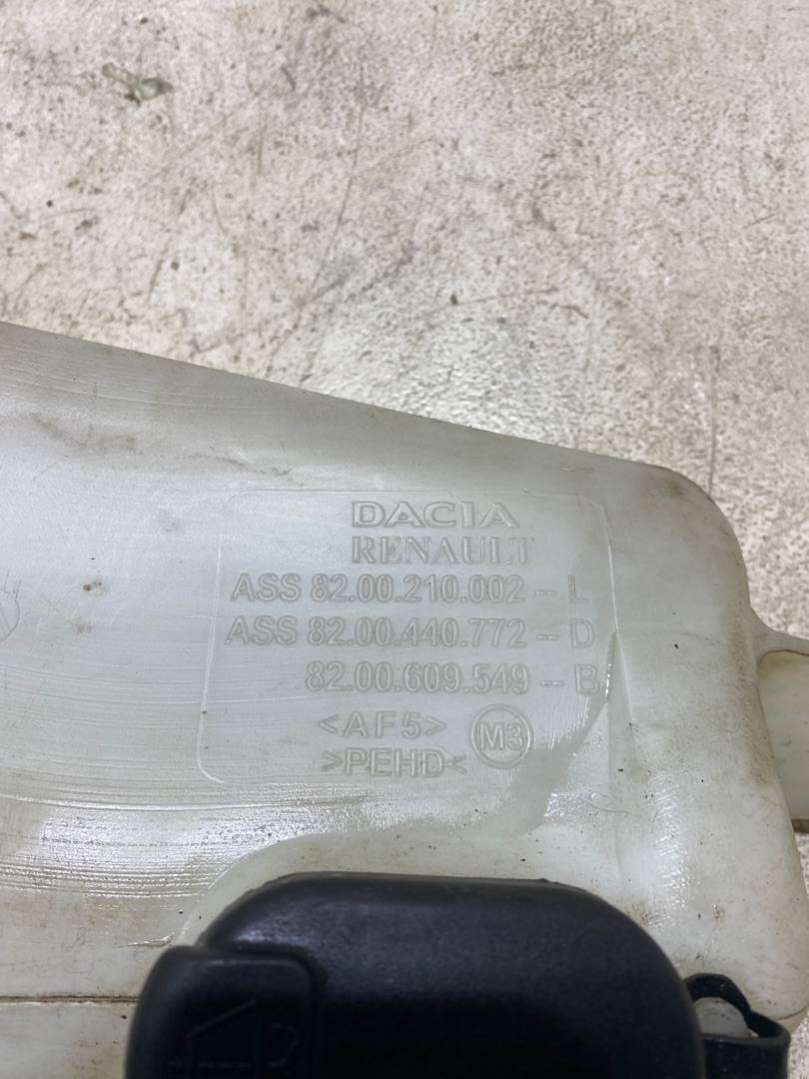 DACIA
RENAULT
ASS 82.00.210.002 -- L
ASS 82.00.440.772 -- D
82.00.609.549 -- B
<AF5> M3
>PEHD<